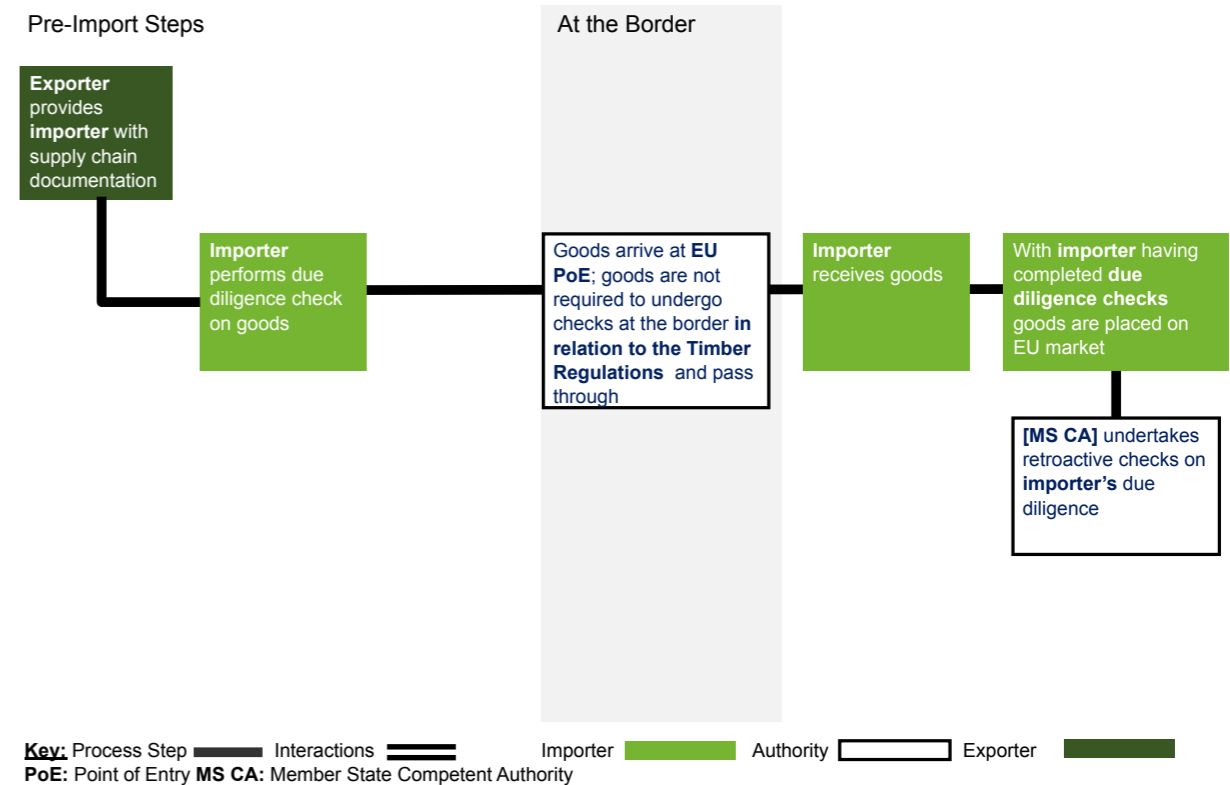 Pre-Import Steps
At the Border
Exporter
provides
importer with
supply chain
documentation
Importer
performs due
diligence check
on goods
Goods arrive at EU
PoE; goods are not
required to undergo
checks at the border in
relation to the Timber
Regulations and pass
through
Importer
receives goods
With importer having
completed due
diligence checks
goods are placed on
EU market
[MS CA] undertakes
retroactive checks on
importer’s due
diligence
Key: Process Step Interactions Importer Authority Exporter
PoE: Point of Entry MS CA: Member State Competent Authority